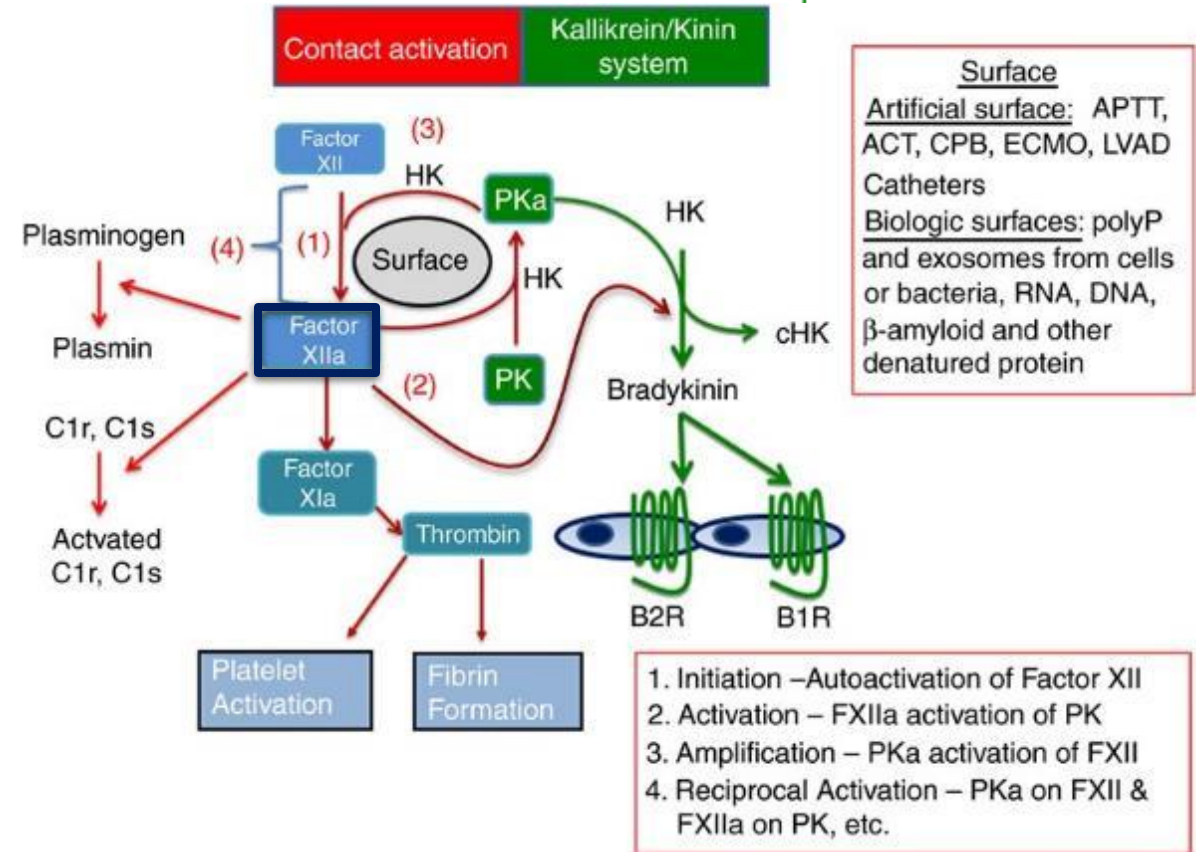 Contact activation
Kallikrein/Kinin
system
Surface
Artificial surface: APTT,
ACT, CPB, ECMO, LVAD
Catheters
Biologic surfaces: polyP
and exosomes from cells
or bacteria, RNA, DNA,
β-amyloid and other
denatured protein
(3)
Factor
XII
HK
PKa
HK
Plasminogen
(4)
(1)
Surface
HK
Plasmin
Factor
XIIa
cHK
(2)
PK
Bradykinin
C1r, C1s
Factor
XIa
Thrombin
Actvated
C1r, C1s
B2R
B1R
Platelet
Activation
Fibrin
Formation
1. Initiation –Autoactivation of Factor XII
2. Activation – FXIIa activation of PK
3. Amplification – PKa activation of FXII
4. Reciprocal Activation – PKa on FXII &
FXIIa on PK, etc.